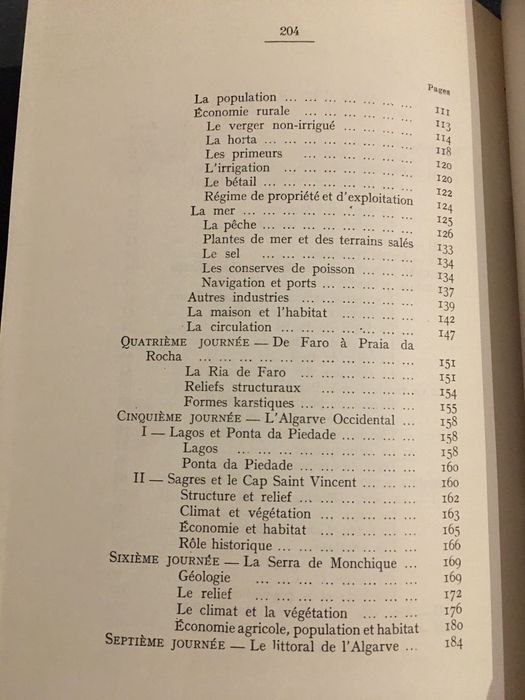 204
Pages
La population ... ... ... ... ... ... ... 111
Économie rurale ... ... ... ... ... ... 113
Le verger non-irrigué ... ... ... ... 114
La horta ... ... ... ... ... ... ... 118
Les primeurs ... ... ... ... ... ... 120
L'irrigation ... ... ... ... ... ... 120
Le bétail ... ... ... ... ... ... ... 122
Régime de propriété et d'exploitation 124
La mer ... ... ... ... ... ... ... ... ... 125
La pêche ... ... ... ... ... ... ... ... 126
Plantes de mer et des terrains salés 133
Le sel ... ... ... ... ... ... ... ... 134
Les conserves de poisson ... ... ... 134
Navigation et ports ... ... ... ... ... 137
Autres industries ... ... ... ... ... ... 139
La maison et l'habitat ... ... ... ... ... 142
La circulation ... ... ... ... ... ... ... 147
QUATRIÈME JOURNÉE — De Faro à Praia da
Rocha ... ... ... ... ... ... ... ... ... ... ... 151
La Ria de Faro ... ... ... ... ... ... 151
Reliefs structuraux ... ... ... ... ... 154
Formes karstiques ... ... ... ... ... ... 155
CINQUIÈME JOURNÉE — L'Algarve Occidental ... 158
I — Lagos et Ponta da Piedade ... ... ... ... 158
Lagos ... ... ... ... ... ... ... ... ... 158
Ponta da Piedade ... ... ... ... ... ... 160
II — Sagres et le Cap Saint Vincent ... ... ... 160
Structure et relief ... ... ... ... ... ... 162
Climat et végétation ... ... ... ... ... 163
Économie et habitat ... ... ... ... ... 165
Rôle historique ... ... ... ... ... ... ... 166
SIXIÈME JOURNÉE — La Serra de Monchique ... 169
Géologie ... ... ... ... ... ... ... ... 169
Le relief ... ... ... ... ... ... ... ... 172
Le climat et la végétation ... ... ... 176
Économie agricole, population et habitat 180
SEPTIÈME JOURNÉE — Le littoral de l'Algarve ... 184